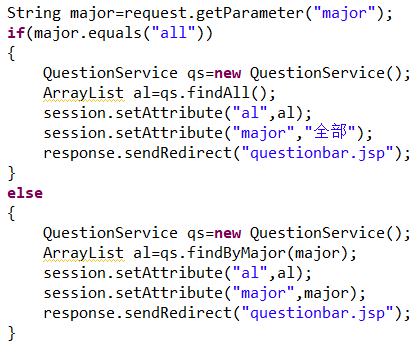 String major=request.getParameter("major");
if(major.equals("all"))
{
    QuestionService qs=new QuestionService();
    ArrayList al=qs.findAll();
    session.setAttribute("al",al);
    session.setAttribute("major","全部");
    response.sendRedirect("questionbar.jsp");
}
else
{
    QuestionService qs=new QuestionService();
    ArrayList al=qs.findByMajor(major);
    session.setAttribute("al",al);
    session.setAttribute("major",major);
    response.sendRedirect("questionbar.jsp");
}